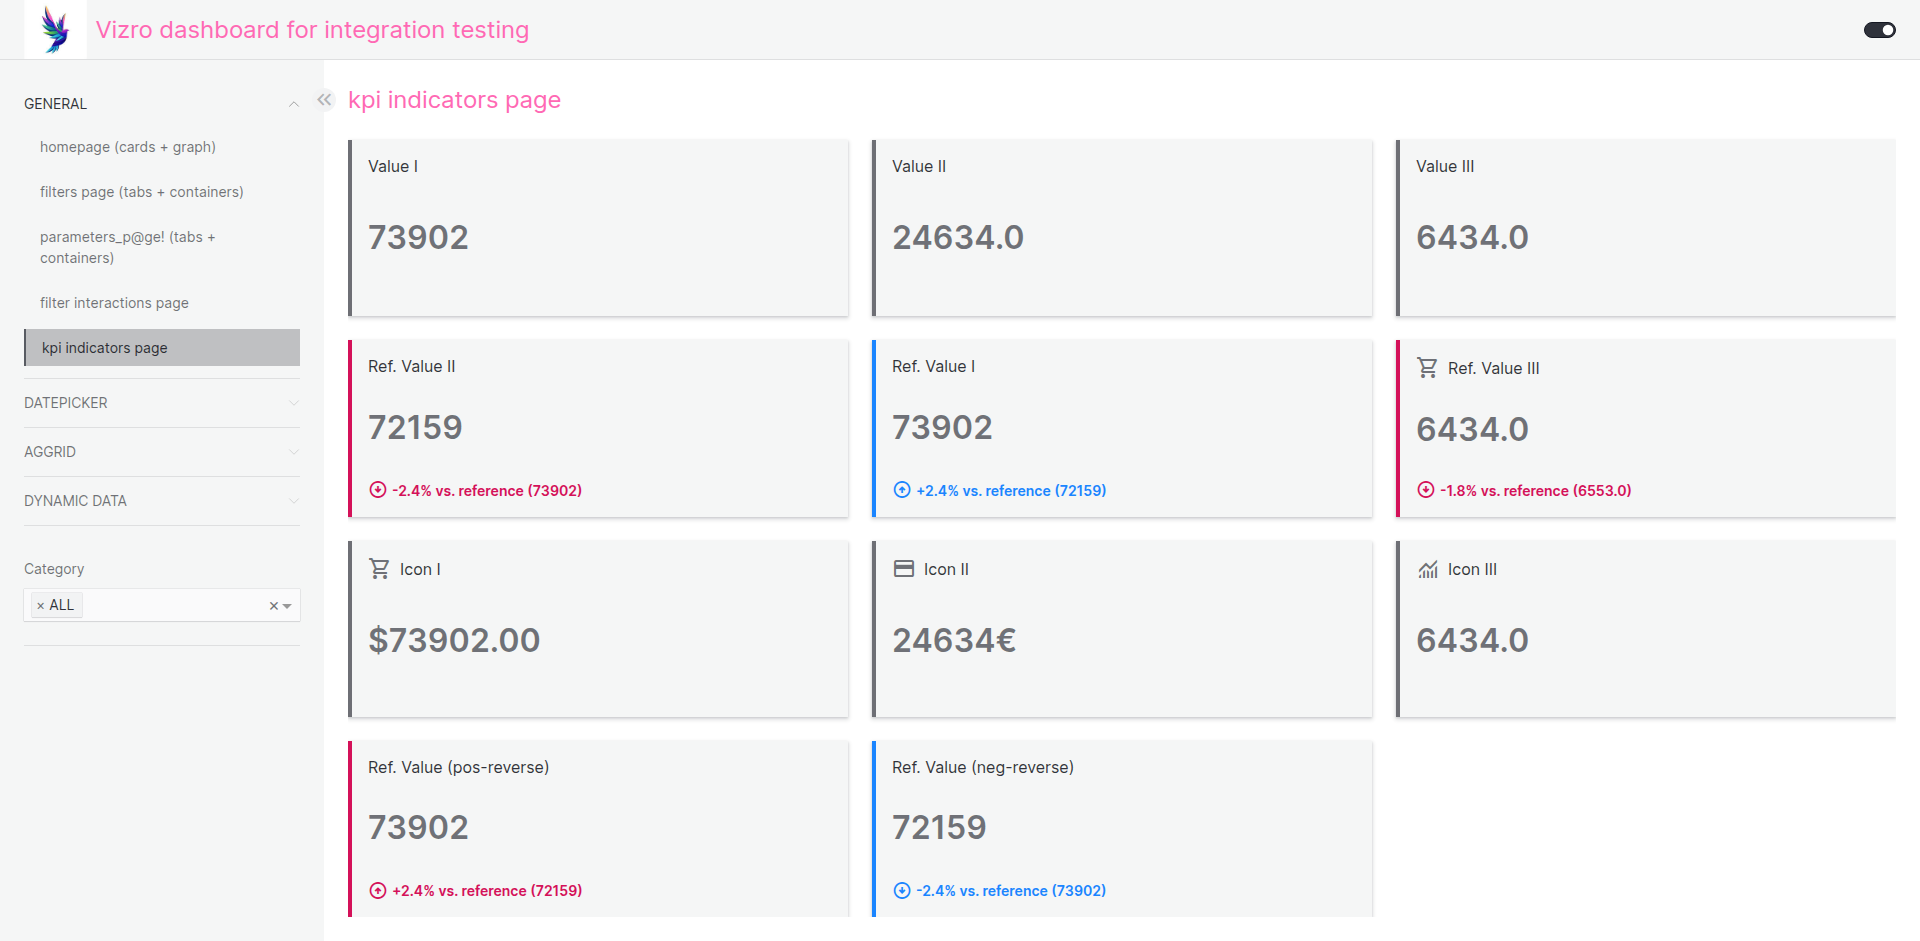 Vizro dashboard for integration testing
GENERAL
homepage (cards + graph)
filters page (tabs + containers)
parameters_p@ge! (tabs +
containers)
filter interactions page
kpi indicators page
DATEPICKER
AGGRID
DYNAMIC DATA
Category
× ALL
×
kpi indicators page
Value I
73902
Value II
24634.0
Value III
6434.0
Ref. Value II
72159
-2.4% vs. reference (73902)
Ref. Value I
73902
+2.4% vs. reference (72159)
Ref. Value III
6434.0
-1.8% vs. reference (6553.0)
Icon I
$73902.00
Icon II
24634€
Icon III
6434.0
Ref. Value (pos-reverse)
73902
+2.4% vs. reference (72159)
Ref. Value (neg-reverse)
72159
-2.4% vs. reference (73902)